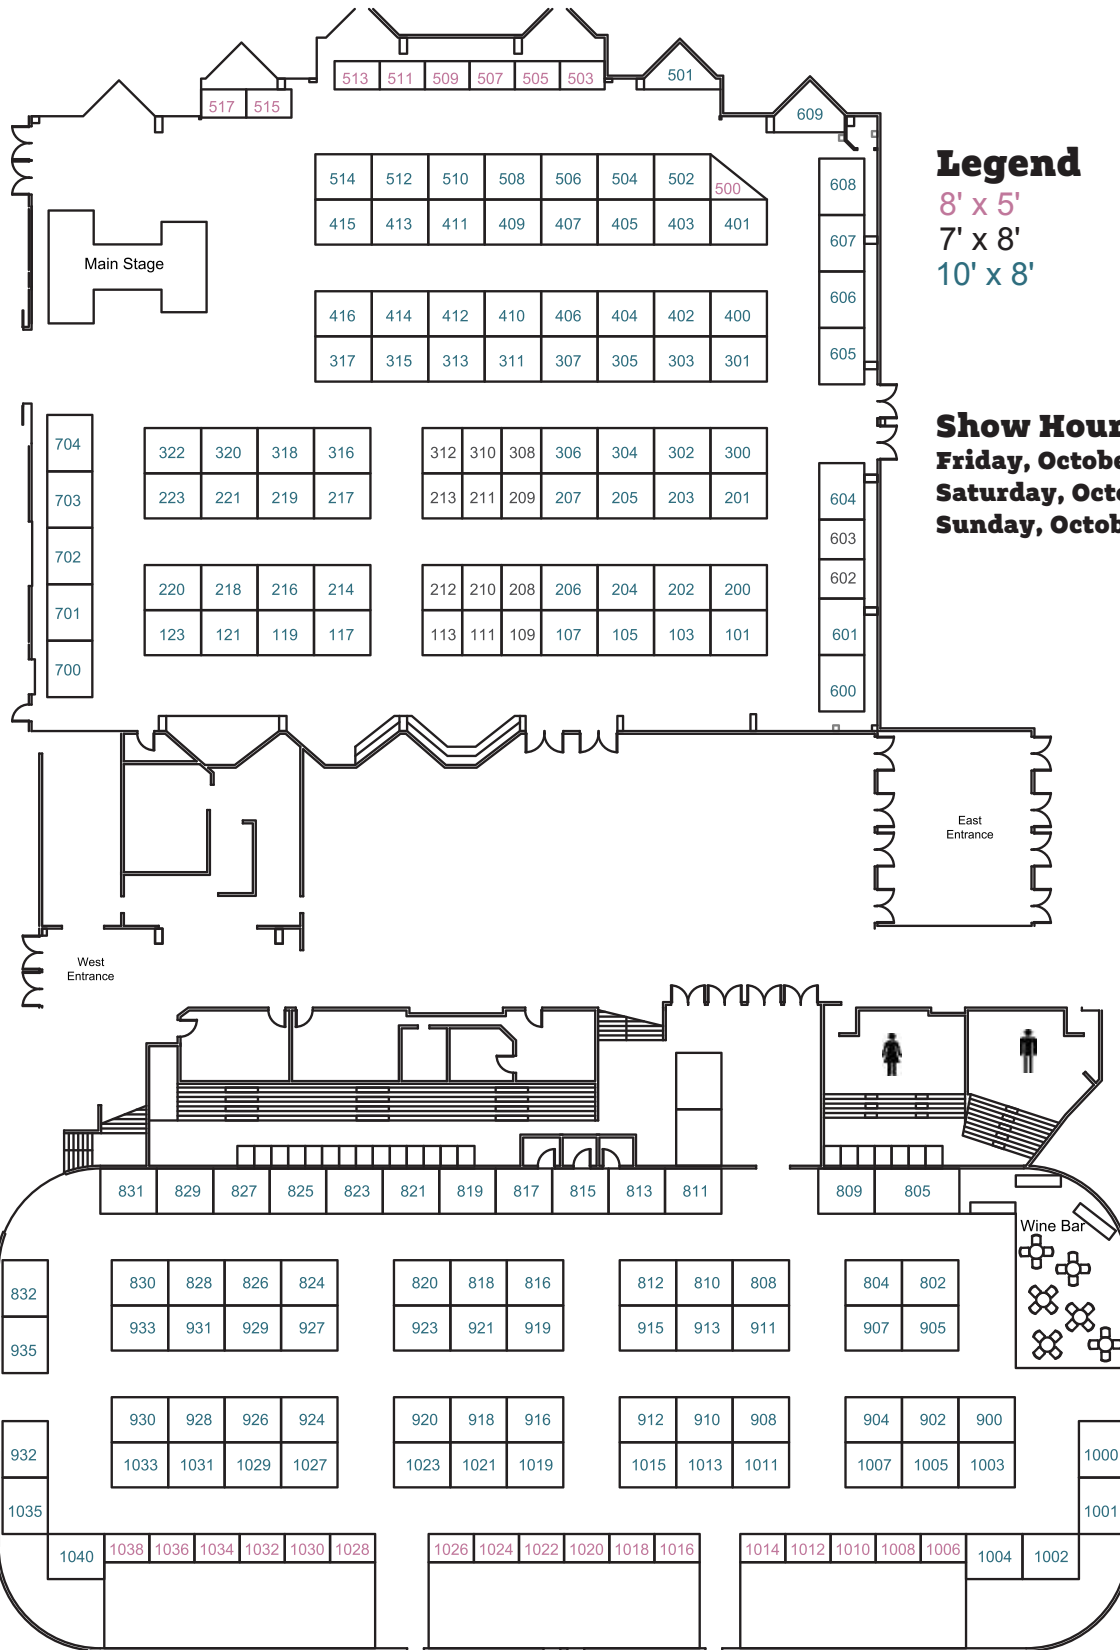 513 511 509 507 505 503
501
517 515
609
514 512 510 508 506 504 502 500
415 413 411 409 407 405 403 401
608
607
606
605
Legend
8' x 5'
7' x 8'
10' x 8'
Main Stage
416 414 412 410 406 404 402 400
317 315 313 311 307 305 303 301
Show Hour
Friday, Octobe
Saturday, Octo
Sunday, Octob
704
703
702
701
700
322 320 318 316
223 221 219 217
312 310 308 306 304 302 300
213 211 209 207 205 203 201
604
603
602
601
600
220 218 216 214
123 121 119 117
212 210 208 206 204 202 200
113 111 109 107 105 103 101
East
Entrance
West
Entrance
831 829 827 825 823 821 819 817 815 813 811
809 805
Wine Bar
832
935
830 828 826 824
933 931 929 927
820 818 816
923 921 919
812 810 808
915 913 911
804 802
907 905
932
1035
930 928 926 924
1033 1031 1029 1027
920 918 916
1023 1021 1019
912 910 908
1015 1013 1011
904 902 900
1007 1005 1003
1000
1001
1040 1038 1036 1034 1032 1030 1028
1026 1024 1022 1020 1018 1016
1014 1012 1010 1008 1006 1004 1002